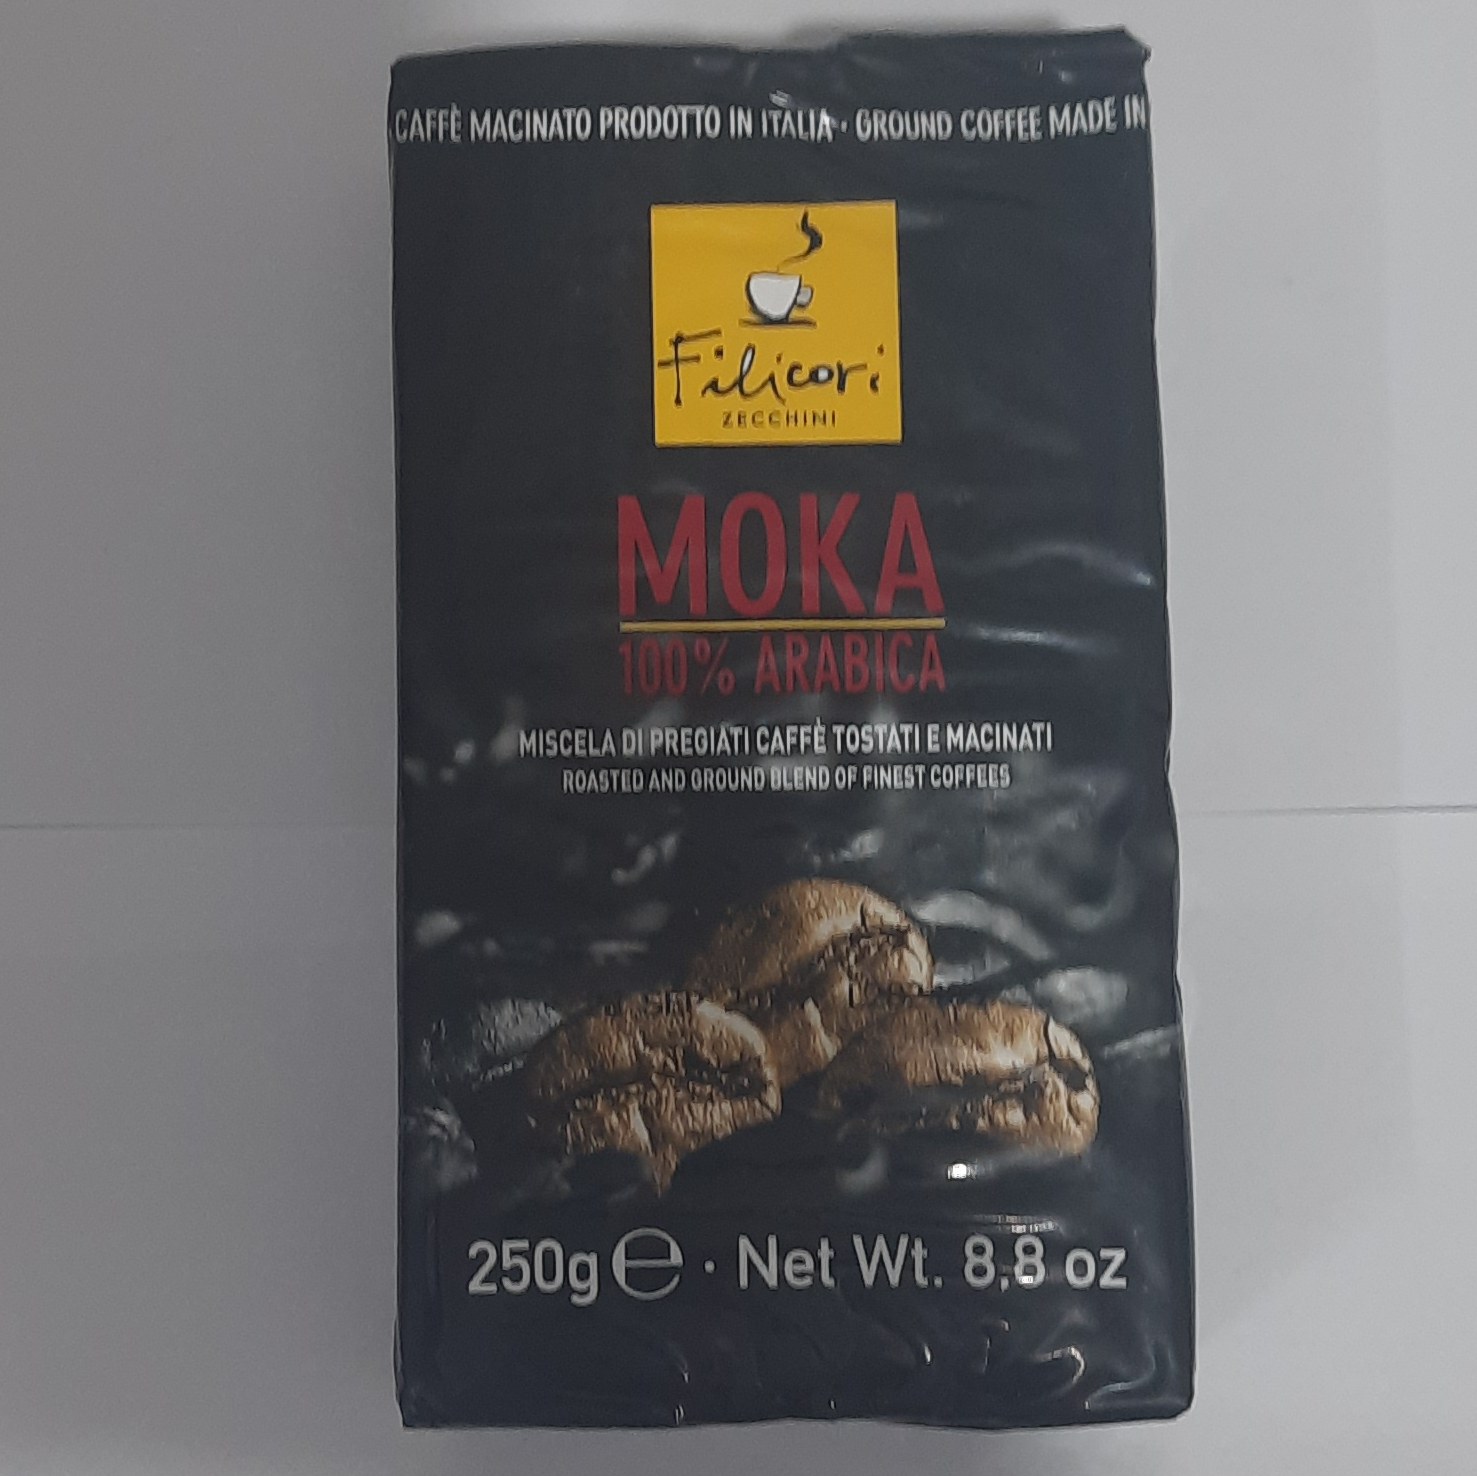 CAFFÈ MACINATO PRODOTTO IN ITALIA · GROUND COFFEE MADE IN
Filicori
ZECCHINI
MOKA
100% ARABICA
MISCELA DI PREGIATI CAFFÈ TOSTATI E MACINATI
ROASTED AND GROUND BLEND OF FINEST COFFEES
250g ℮ · Net Wt. 8,8 oz